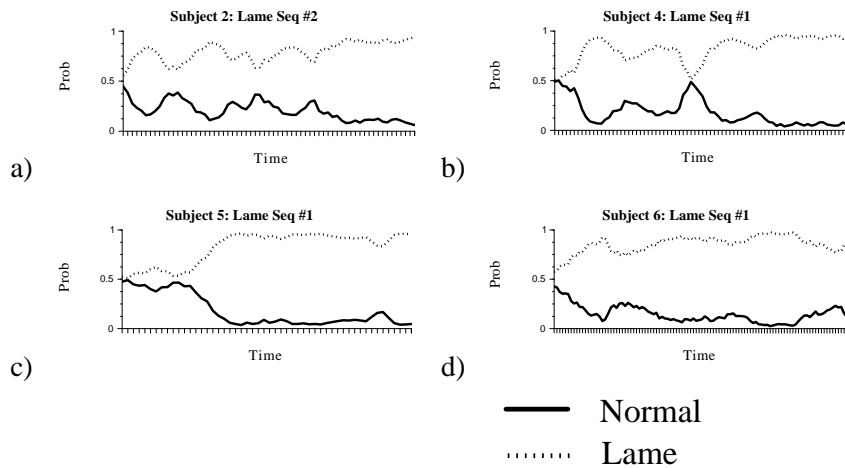 Subject 2: Lame Seq #2
1
0.5
0
Prob
Time
a)
Subject 4: Lame Seq #1
1
0.5
0
Prob
Time
b)
Subject 5: Lame Seq #1
1
0.5
0
Prob
Time
c)
Subject 6: Lame Seq #1
1
0.5
0
Prob
Time
d)
Normal
Lame